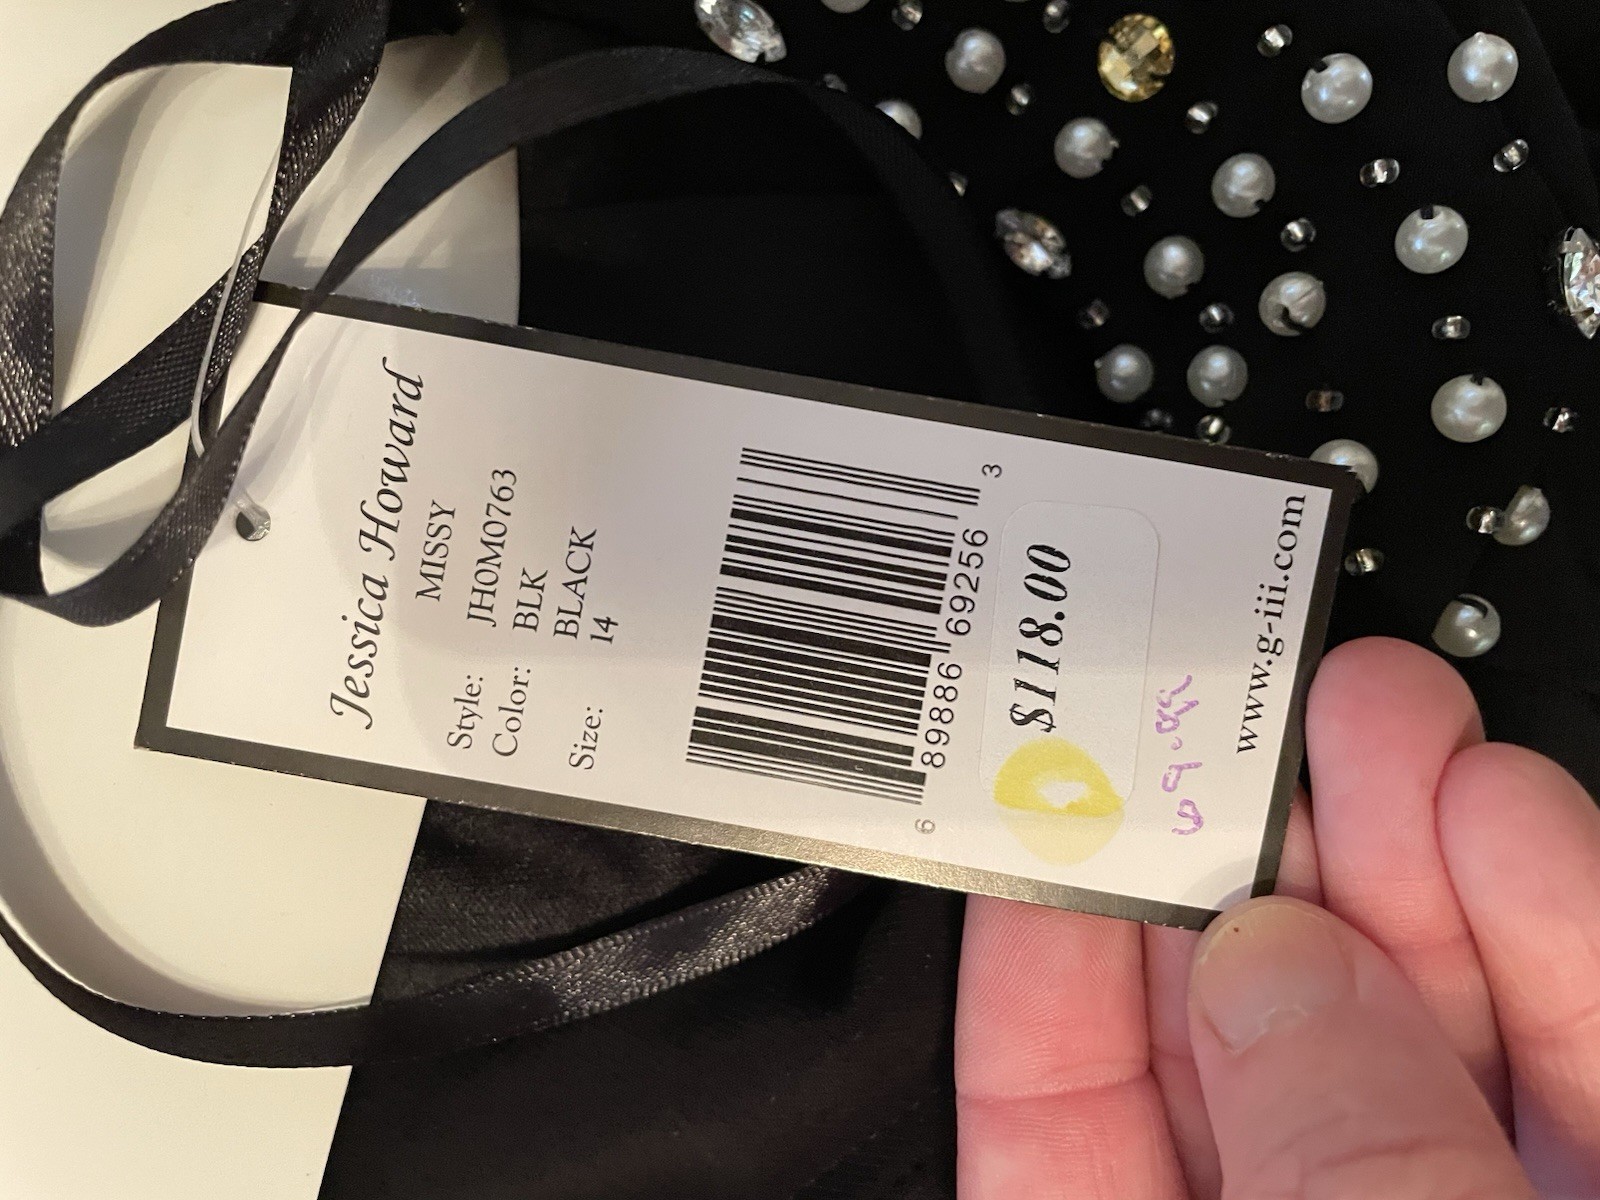 Jessica Howard
MISSY
Style: JH0M0763
Color: BLK
BLACK
Size: 14
6 89886 69256 3
$118.00
www.g-iii.com